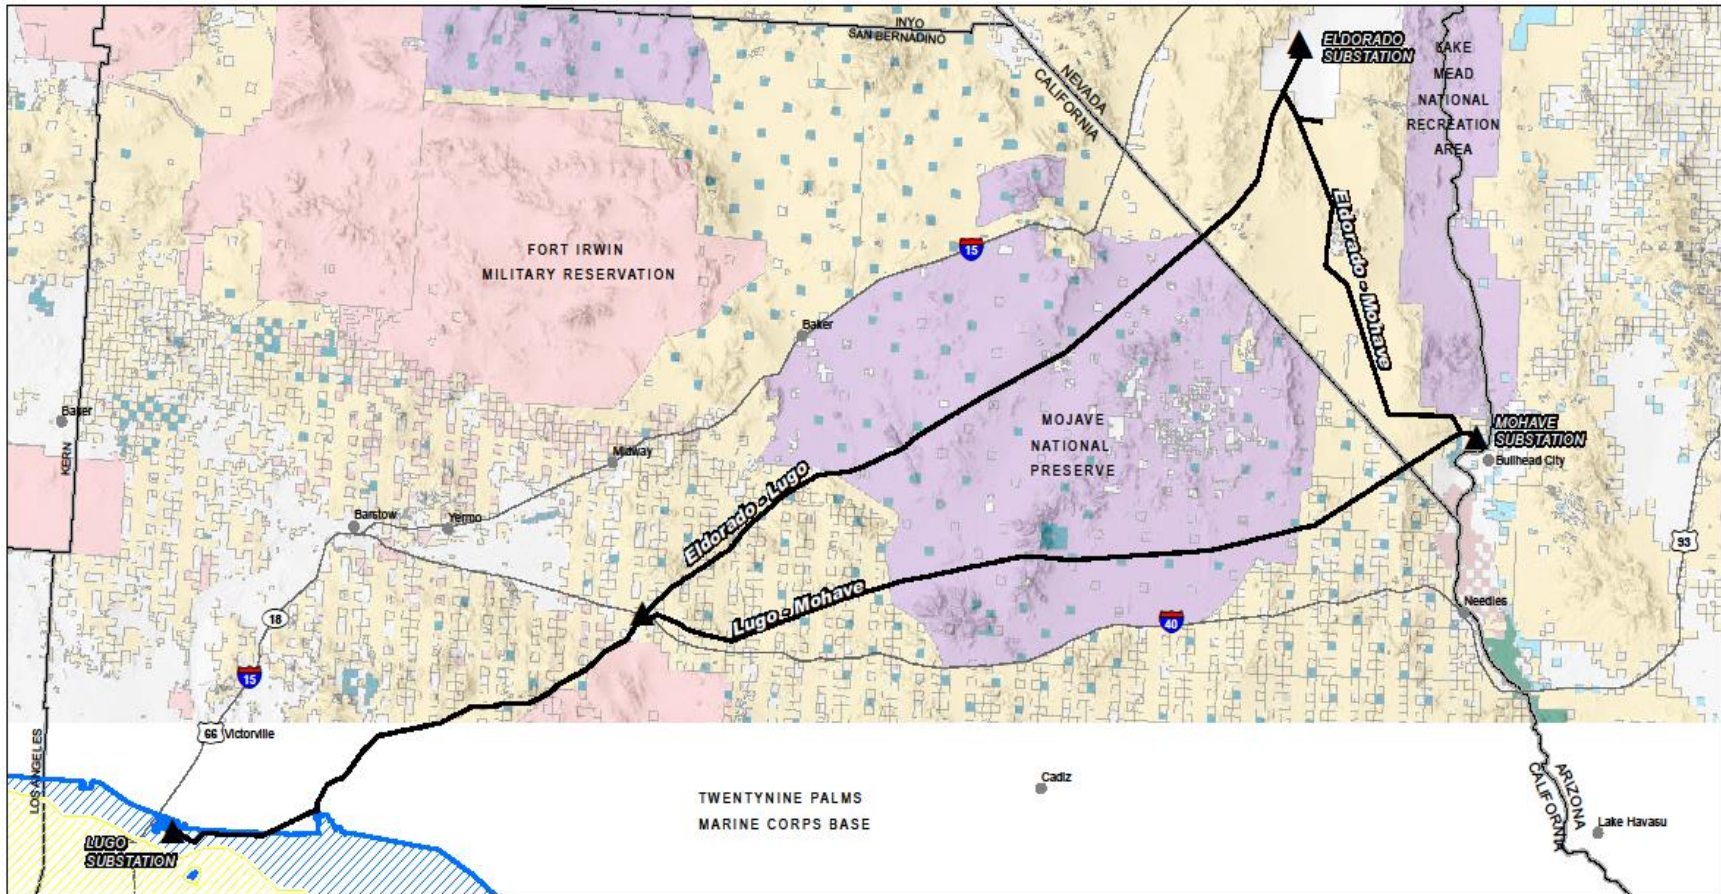 INYO
SAN BERNADINO
NEVADA
CALIFORNIA
ELDORADO
SUBSTATION
LAKE
MEAD
NATIONAL
RECREATION
AREA
FORT IRWIN
MILITARY RESERVATION
15
Eldorado - Mohave
Baker
Baker
KERN
MOJAVE
NATIONAL
PRESERVE
MOHAVE
SUBSTATION
Bullhead City
Midway
Eldorado - Lugo
Barstow
Yermo
93
Lugo - Mohave
Needles
18
40
15
66
Victorville
LOS ANGELES
Cadiz
TWENTYNINE PALMS
MARINE CORPS BASE
ARIZONA
CALIFORNIA
Lake Havasu
LUGO
SUBSTATION